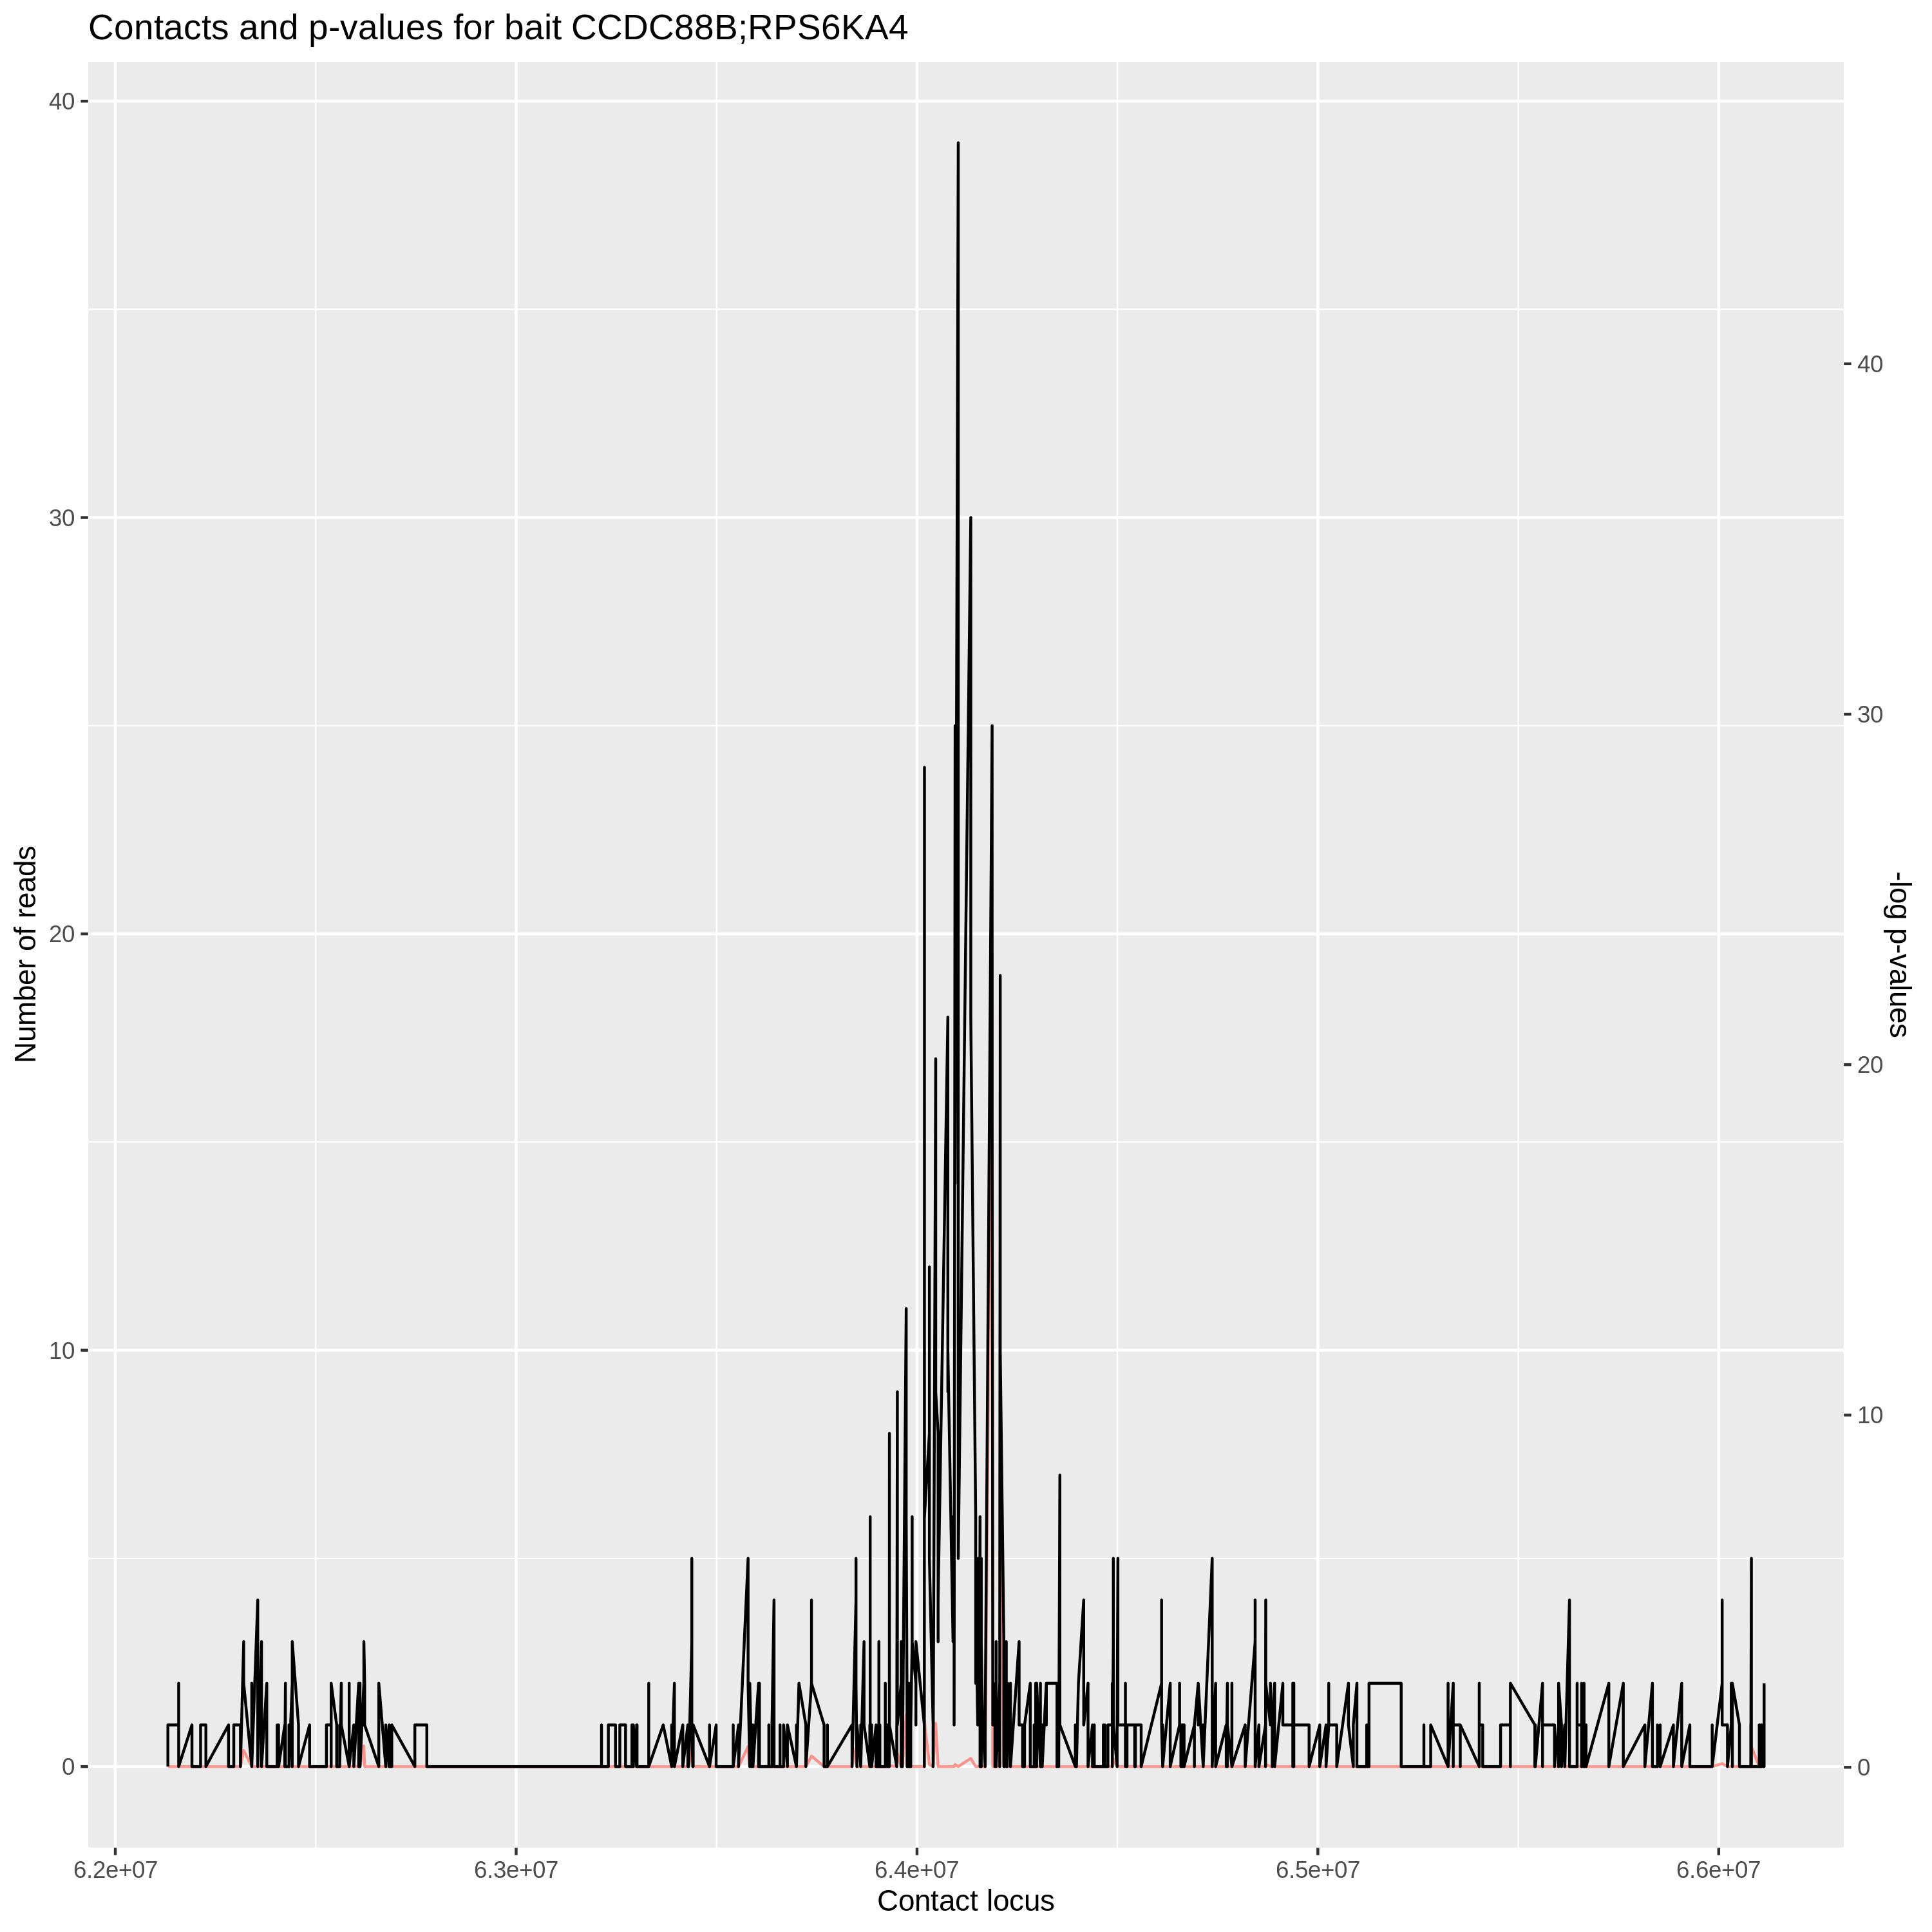 Contacts and p-values for bait CCDC88B;RPS6KA4
40
30
20
10
0
Number of reads
40
30
20
10
0
-log p-values
6.2e+07
6.3e+07
6.4e+07
6.5e+07
6.6e+07
Contact locus